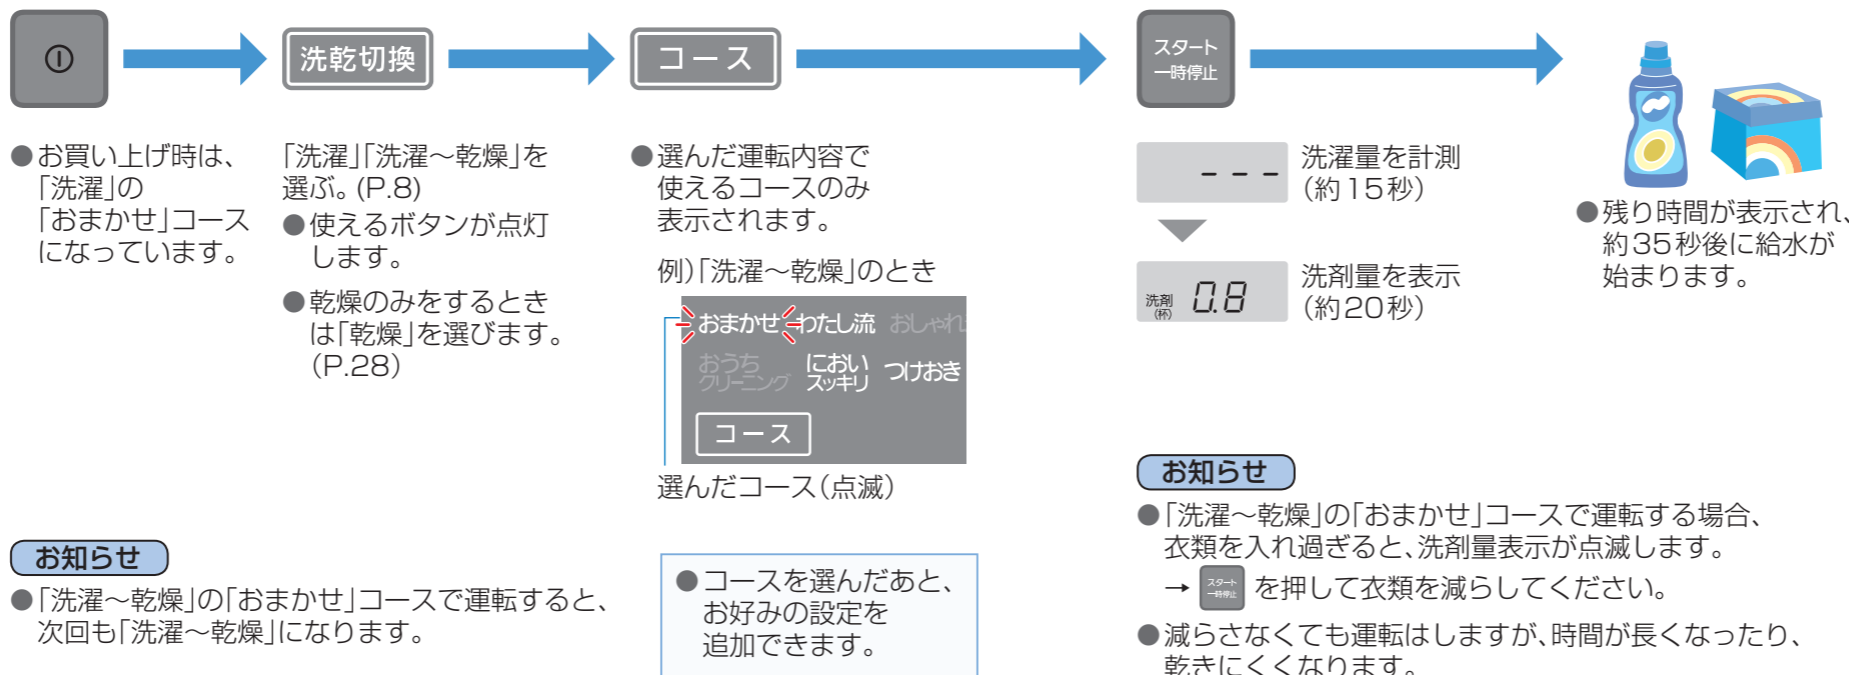 洗乾切換
コース
スタート
一時停止
●お買い上げ時は、
「洗濯」の
「おまかせ」コース
になっています。
「洗濯」「洗濯～乾燥」を
選ぶ。(P.8)
●使えるボタンが点灯
します。
●乾燥のみをするとき
は「乾燥」を選びます。
(P.28)
●選んだ運転内容で
使えるコースのみ
表示されます。
例)「洗濯～乾燥」のとき
おまかせ わたし流 おしゃれ
おうち
クリーニング
におい
スッキリ
つけおき
コース
選んだコース(点滅)
---
洗濯量を計測
(約15秒)
洗剤
(杯)
0.8
洗剤量を表示
(約20秒)
●残り時間が表示され、
約35秒後に給水が
始まります。
お知らせ
●「洗濯～乾燥」の「おまかせ」コースで運転すると、
次回も「洗濯～乾燥」になります。
●コースを選んだあと、
お好みの設定を
追加できます。
お知らせ
●「洗濯～乾燥」の「おまかせ」コースで運転する場合、
衣類を入れ過ぎると、洗剤量表示が点滅します。
→ スタート 一時停止 を押して衣類を減らしてください。
●減らさなくても運転はしますが、時間が長くなったり、
乾きにくくなります。